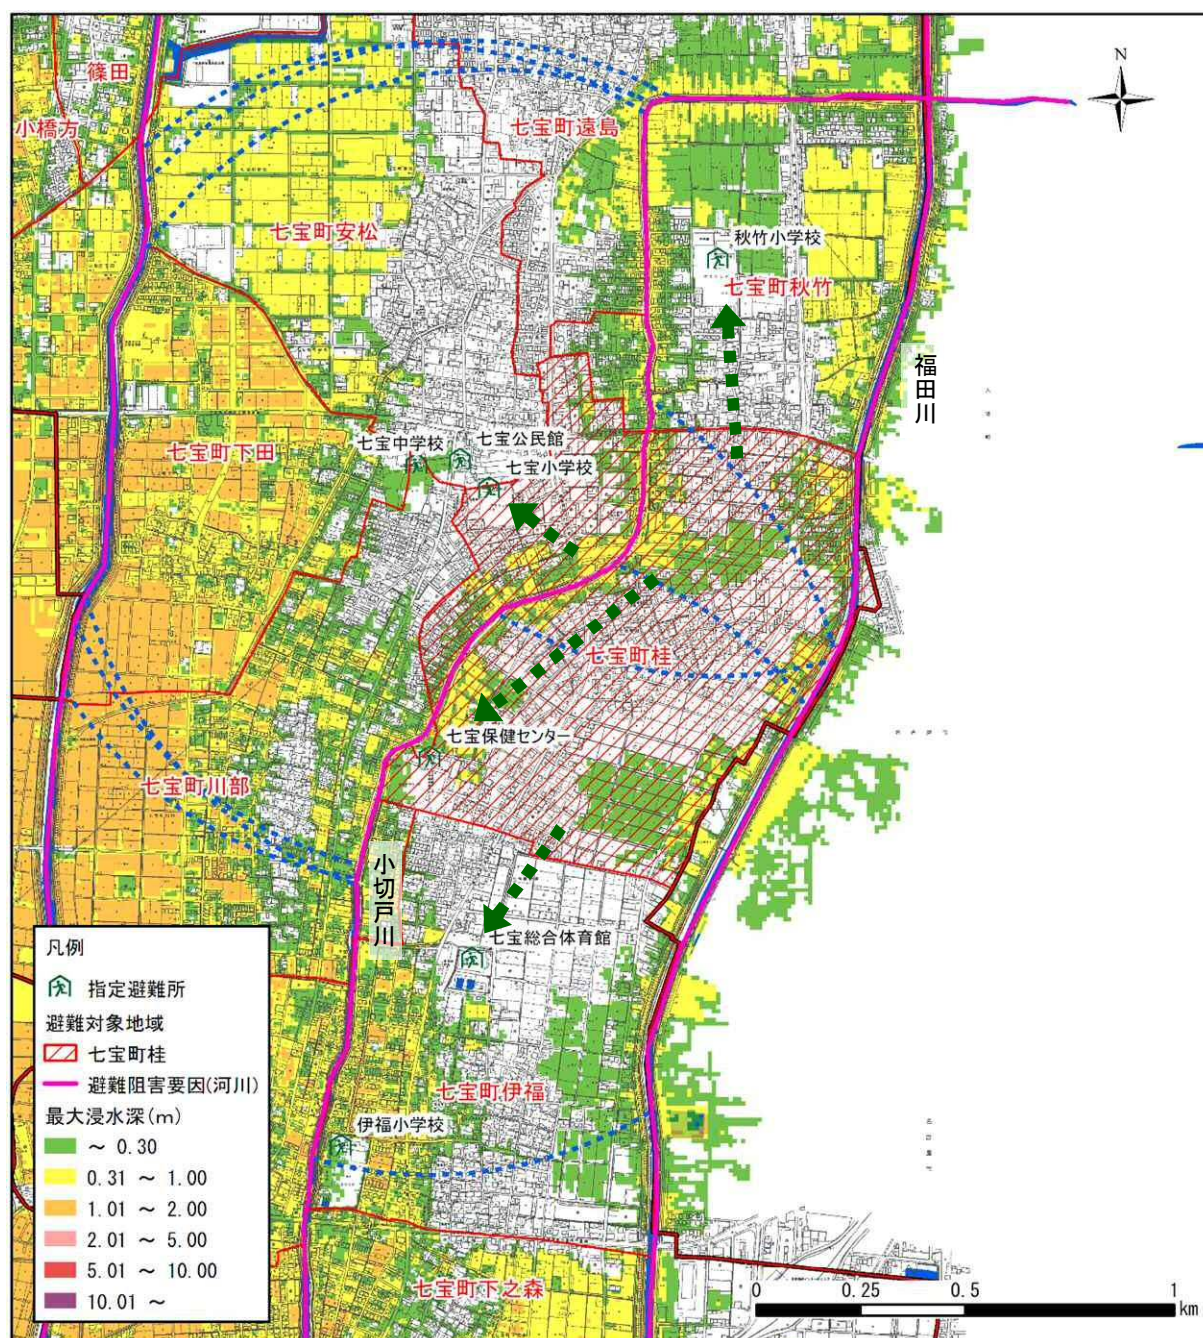 N
篠田
小橋方
七宝町遠島
七宝町安松
秋竹小学校
七宝町秋竹
福田川
七宝町下田
七宝中学校
七宝公民館
七宝小学校
七宝町桂
七宝保健センター
七宝町川部
小切戸川
七宝総合体育館
七宝町伊福
伊福小学校
七宝町下之森
凡例
指定避難所
避難対象地域
七宝町桂
避難阻害要因(河川)
最大浸水深(m)
～ 0.30
0.31 ～ 1.00
1.01 ～ 2.00
2.01 ～ 5.00
5.01 ～ 10.00
10.01 ～
0 0.25 0.5 1
km